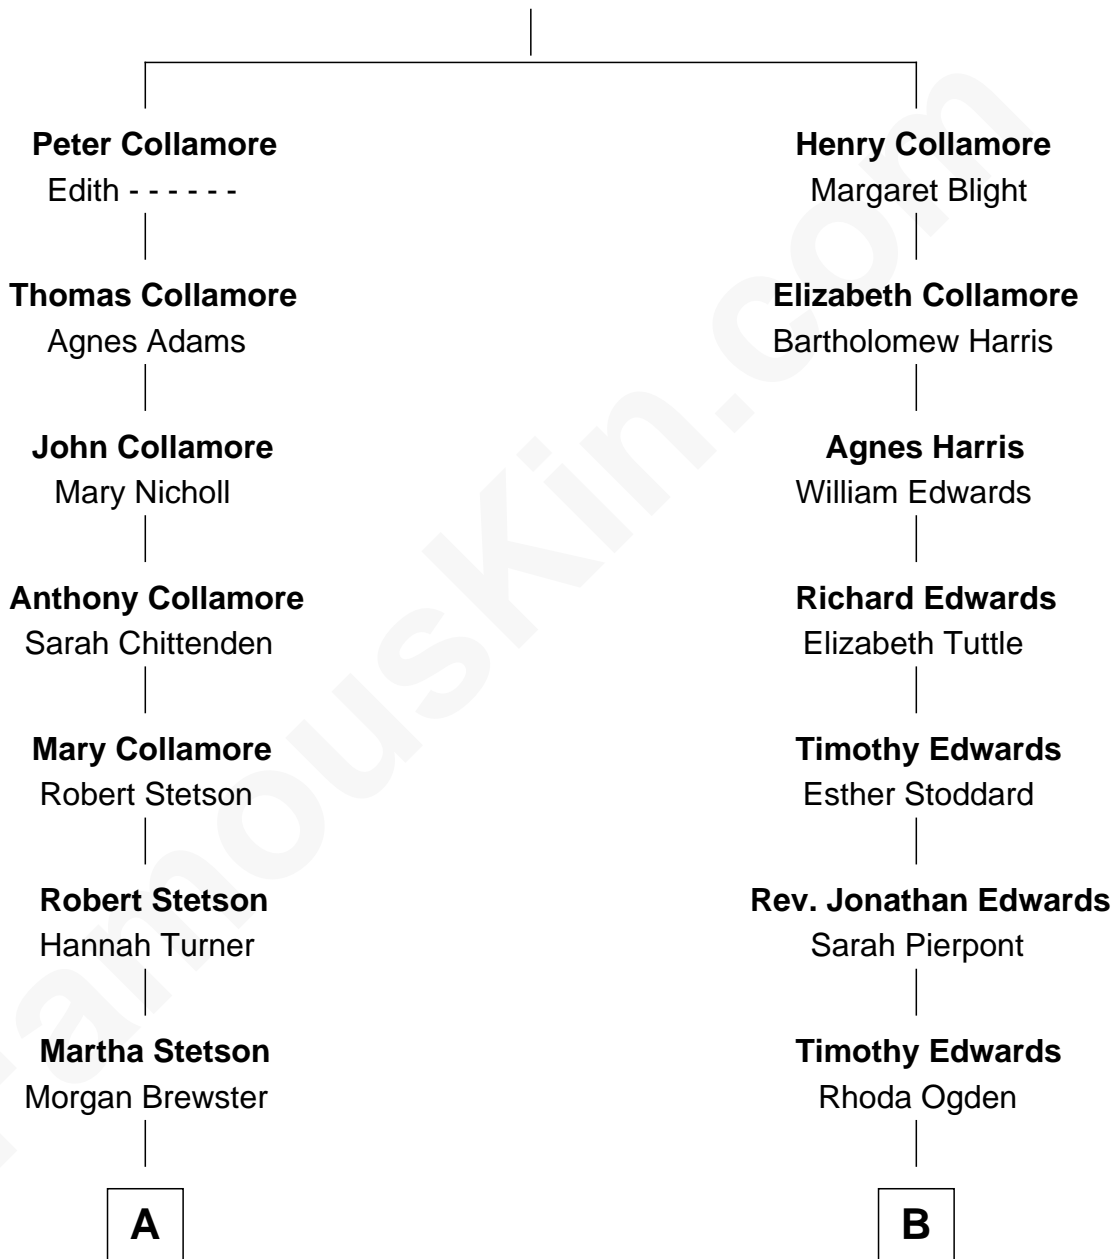 Peter Collamore
Edith - - - - - -
Thomas Collamore
Agnes Adams
John Collamore
Mary Nicholl
Anthony Collamore
Sarah Chittenden
Mary Collamore
Robert Stetson
Robert Stetson
Hannah Turner
Martha Stetson
Morgan Brewster
A
Henry Collamore
Margaret Blight
Elizabeth Collamore
Bartholomew Harris
Agnes Harris
William Edwards
Richard Edwards
Elizabeth Tuttle
Timothy Edwards
Esther Stoddard
Rev. Jonathan Edwards
Sarah Pierpont
Timothy Edwards
Rhoda Ogden
B
FamousKin.com